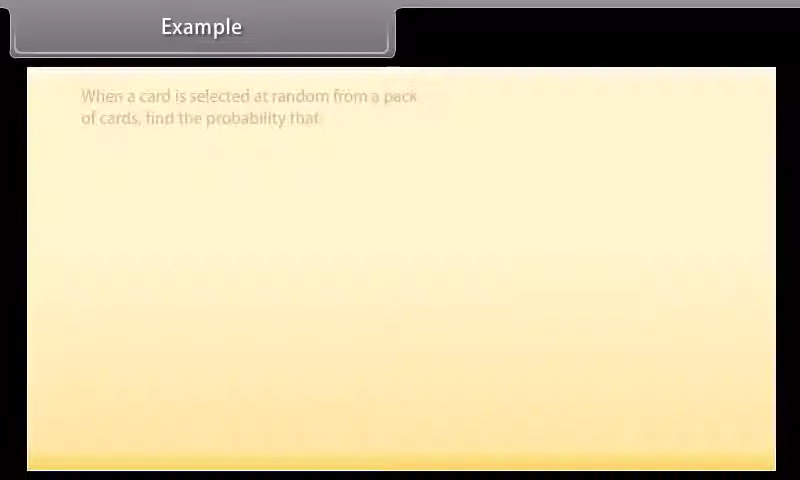 Example
When a card is selected at random from a pack
of cards, find the probability that